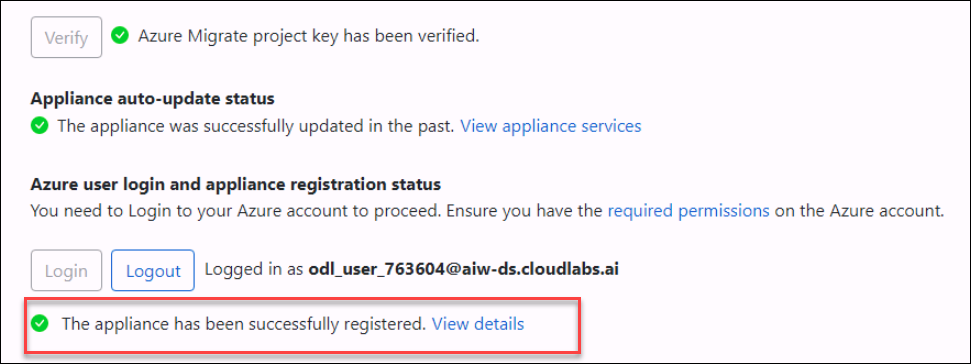 Verify Azure Migrate project key has been verified.
Appliance auto-update status
The appliance was successfully updated in the past. View appliance services
Azure user login and appliance registration status
You need to Login to your Azure account to proceed. Ensure you have the required permissions on the Azure account.
Login Logout Logged in as odl_user_763604@aiw-ds.cloudlabs.ai
The appliance has been successfully registered. View details